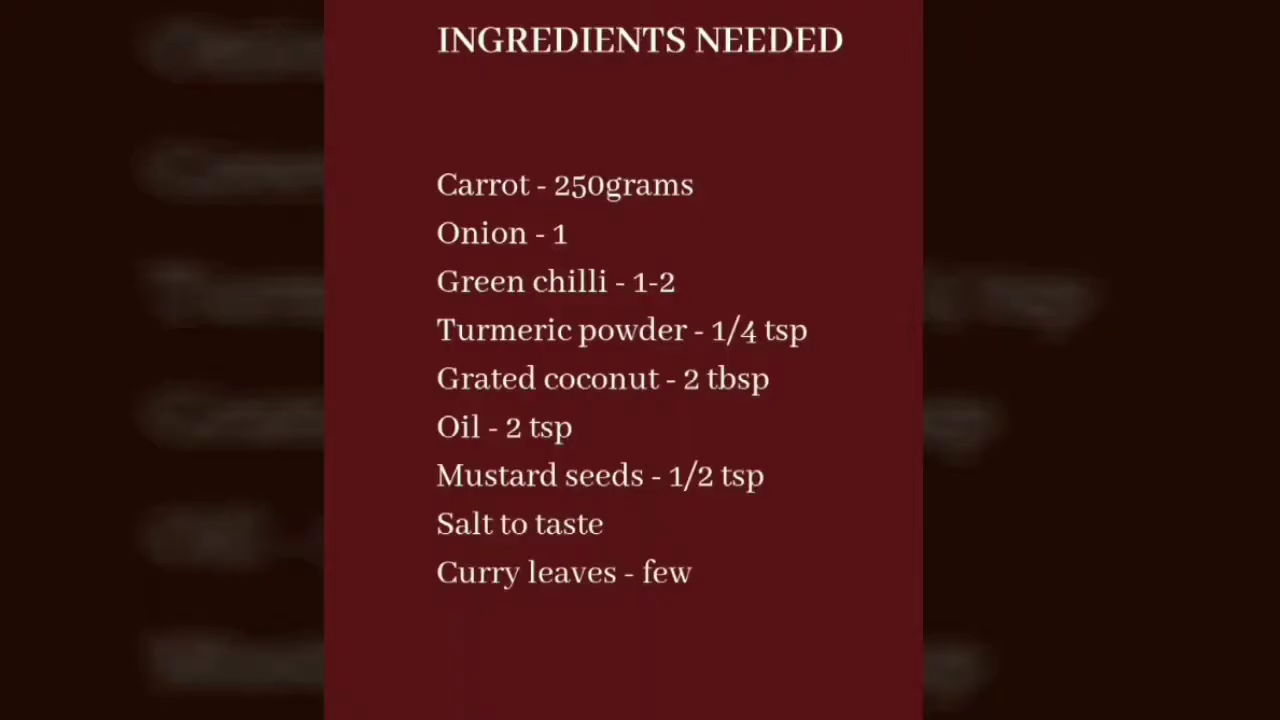 INGREDIENTS NEEDED
Carrot - 250grams
Onion - 1
Green chilli - 1-2
Turmeric powder - 1/4 tsp
Grated coconut - 2 tbsp
Oil - 2 tsp
Mustard seeds - 1/2 tsp
Salt to taste
Curry leaves - few